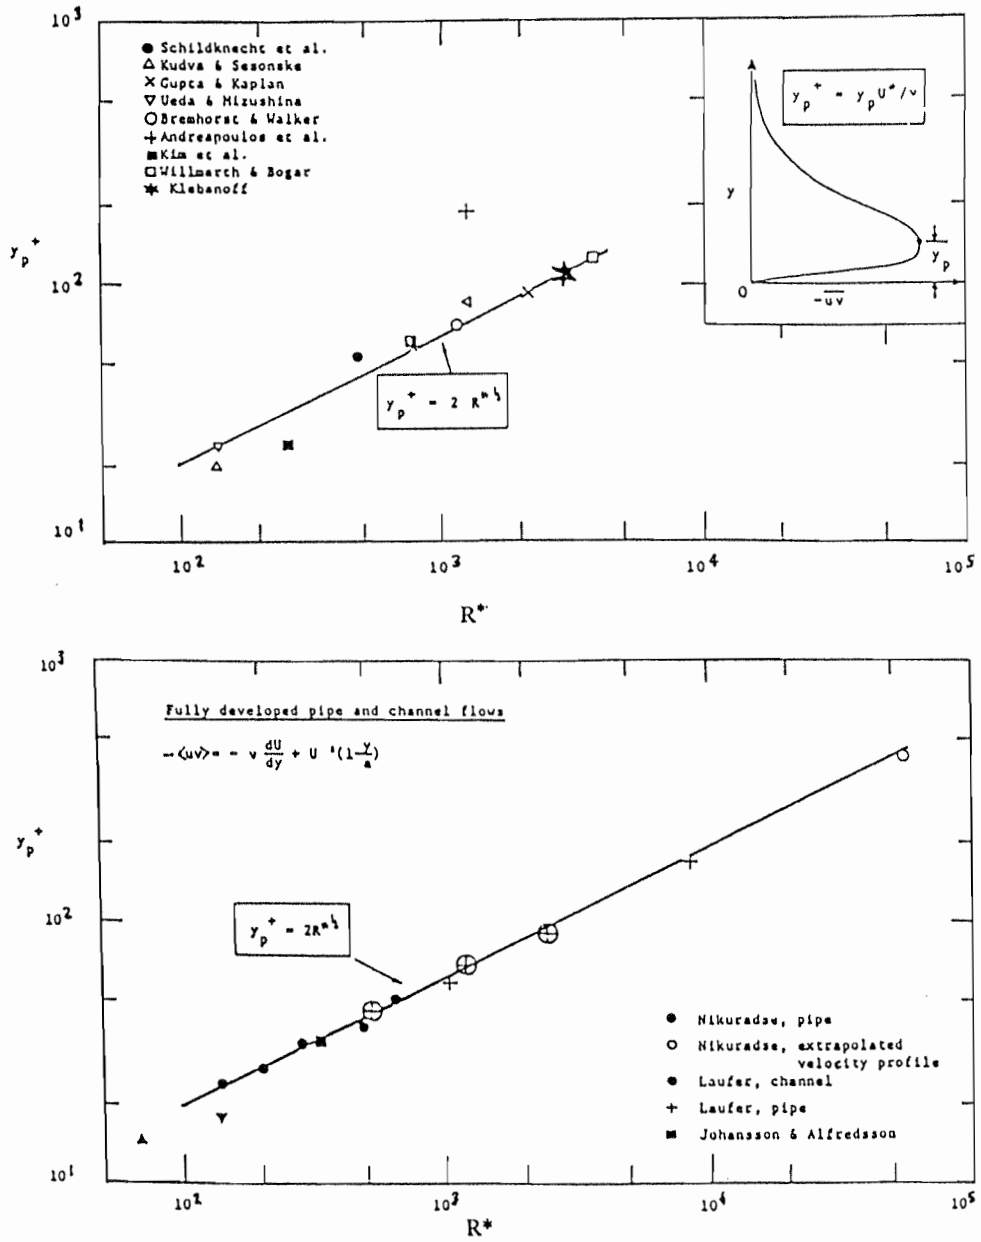 10³
● Schildknecht et al.
△ Kudva & Sesonske
× Gupta & Kaplan
▽ Ueda & Mizushina
○ Bremhorst & Walker
+ Andreapoulos et al.
■ Kim et al.
□ Willmarth & Bogar
★ Klebanoff
y_p⁺ = y_p U*/ν
y
y_p
0
-uv
y_p⁺
10²
y_p⁺ = 2 R*^½
10¹
10² 10³ 10⁴ 10⁵
R*
10³
Fully developed pipe and channel flows
-<uv> = - ν dU/dy + U*²(1-y/a)
y_p⁺
10²
y_p⁺ = 2R*^½
● Nikuradse, pipe
○ Nikuradse, extrapolated
velocity profile
● Laufer, channel
+ Laufer, pipe
■ Johansson & Alfredsson
10¹
10² 10³ 10⁴ 10⁵
R*